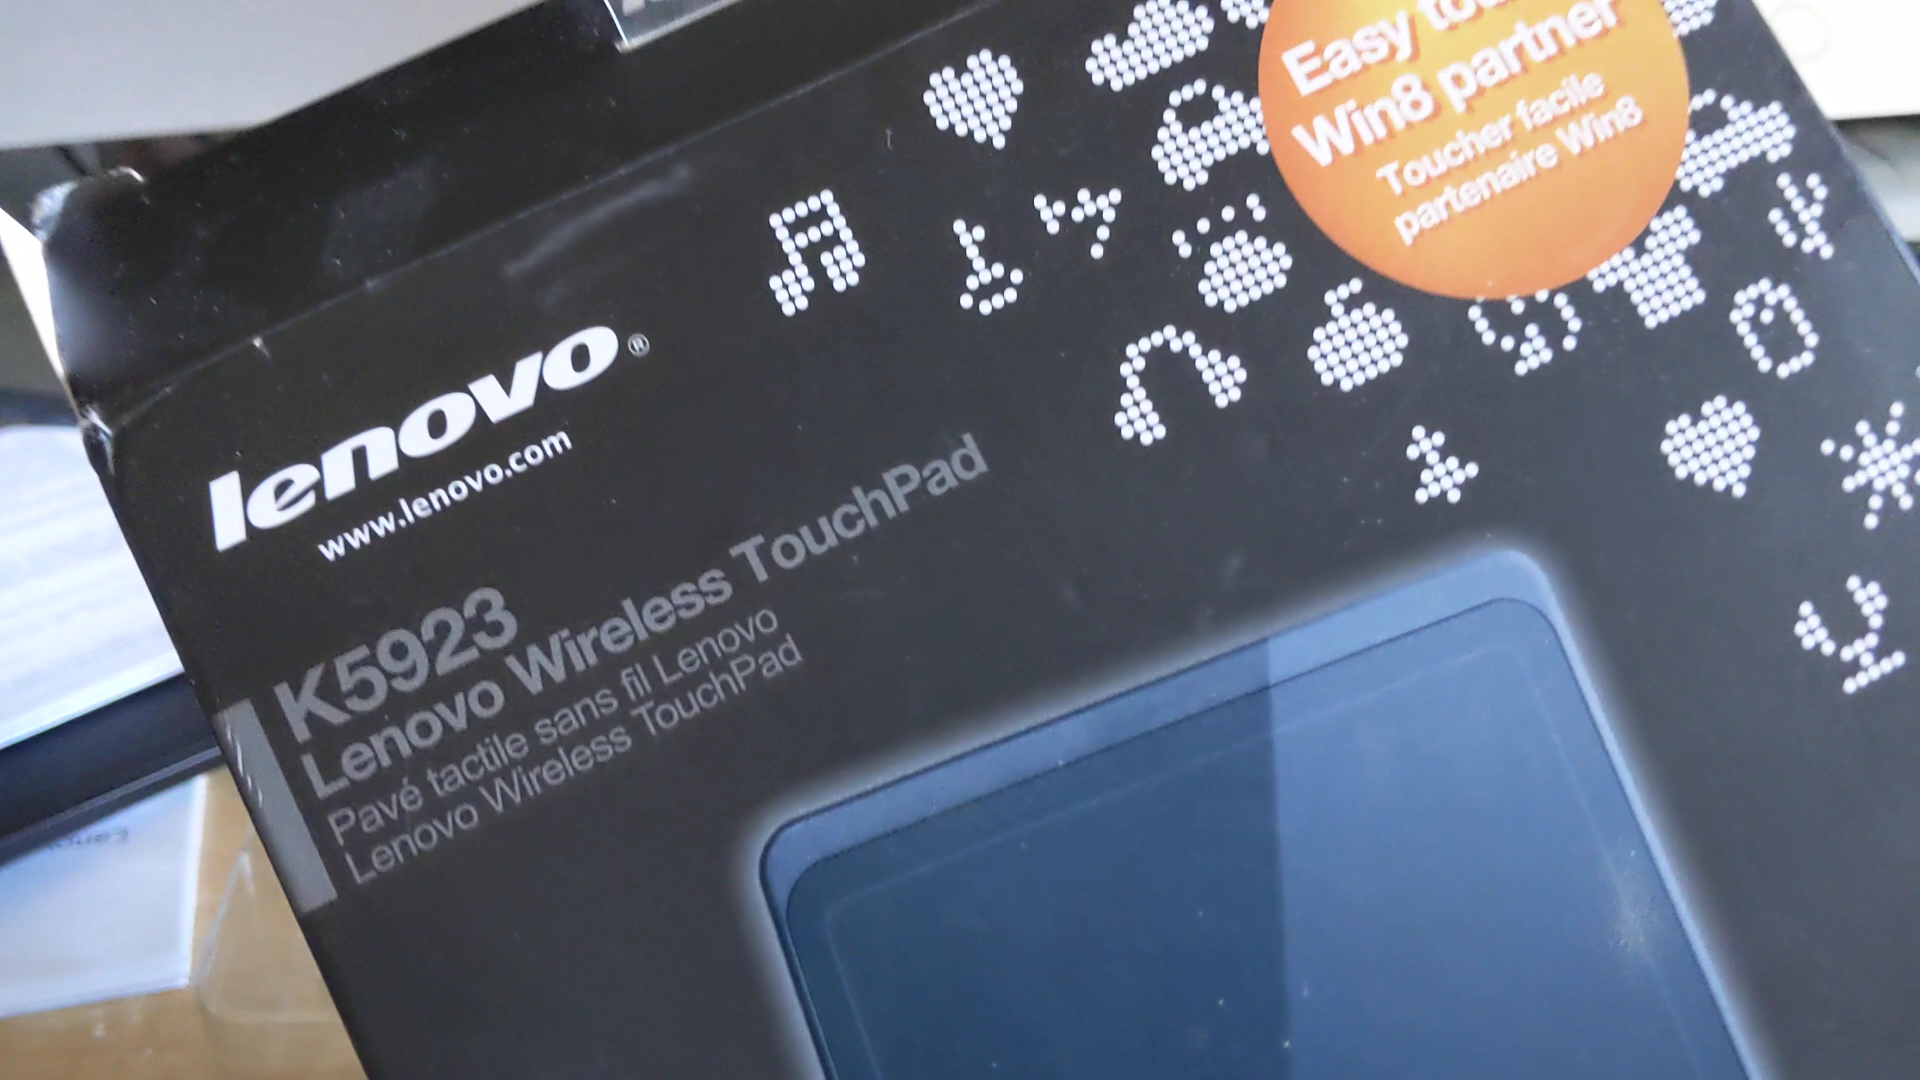 Easy
Win8 partner
Toucher facile
partenaire Win8
lenovo®
www.lenovo.com
K5923
Lenovo Wireless TouchPad
Pavé tactile sans fil Lenovo
Lenovo Wireless TouchPad